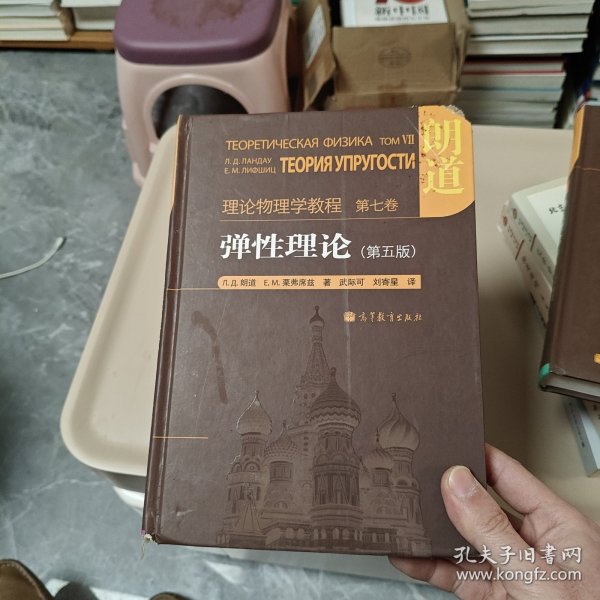 新中国
ТЕОРЕТИЧЕСКАЯ ФИЗИКА ТОМ VII
朗道
Л. Д. ЛАНДАУ
Е. М. ЛИФШИЦ
ТЕОРИЯ УПРУГОСТИ
理论物理学教程 第七卷
弹性理论(第五版)
Л. Д. 朗道 Е. М. 栗弗席兹 著 武际可 刘寄星 译
高等教育出版社
孔夫子旧书网
www.kongfz.com